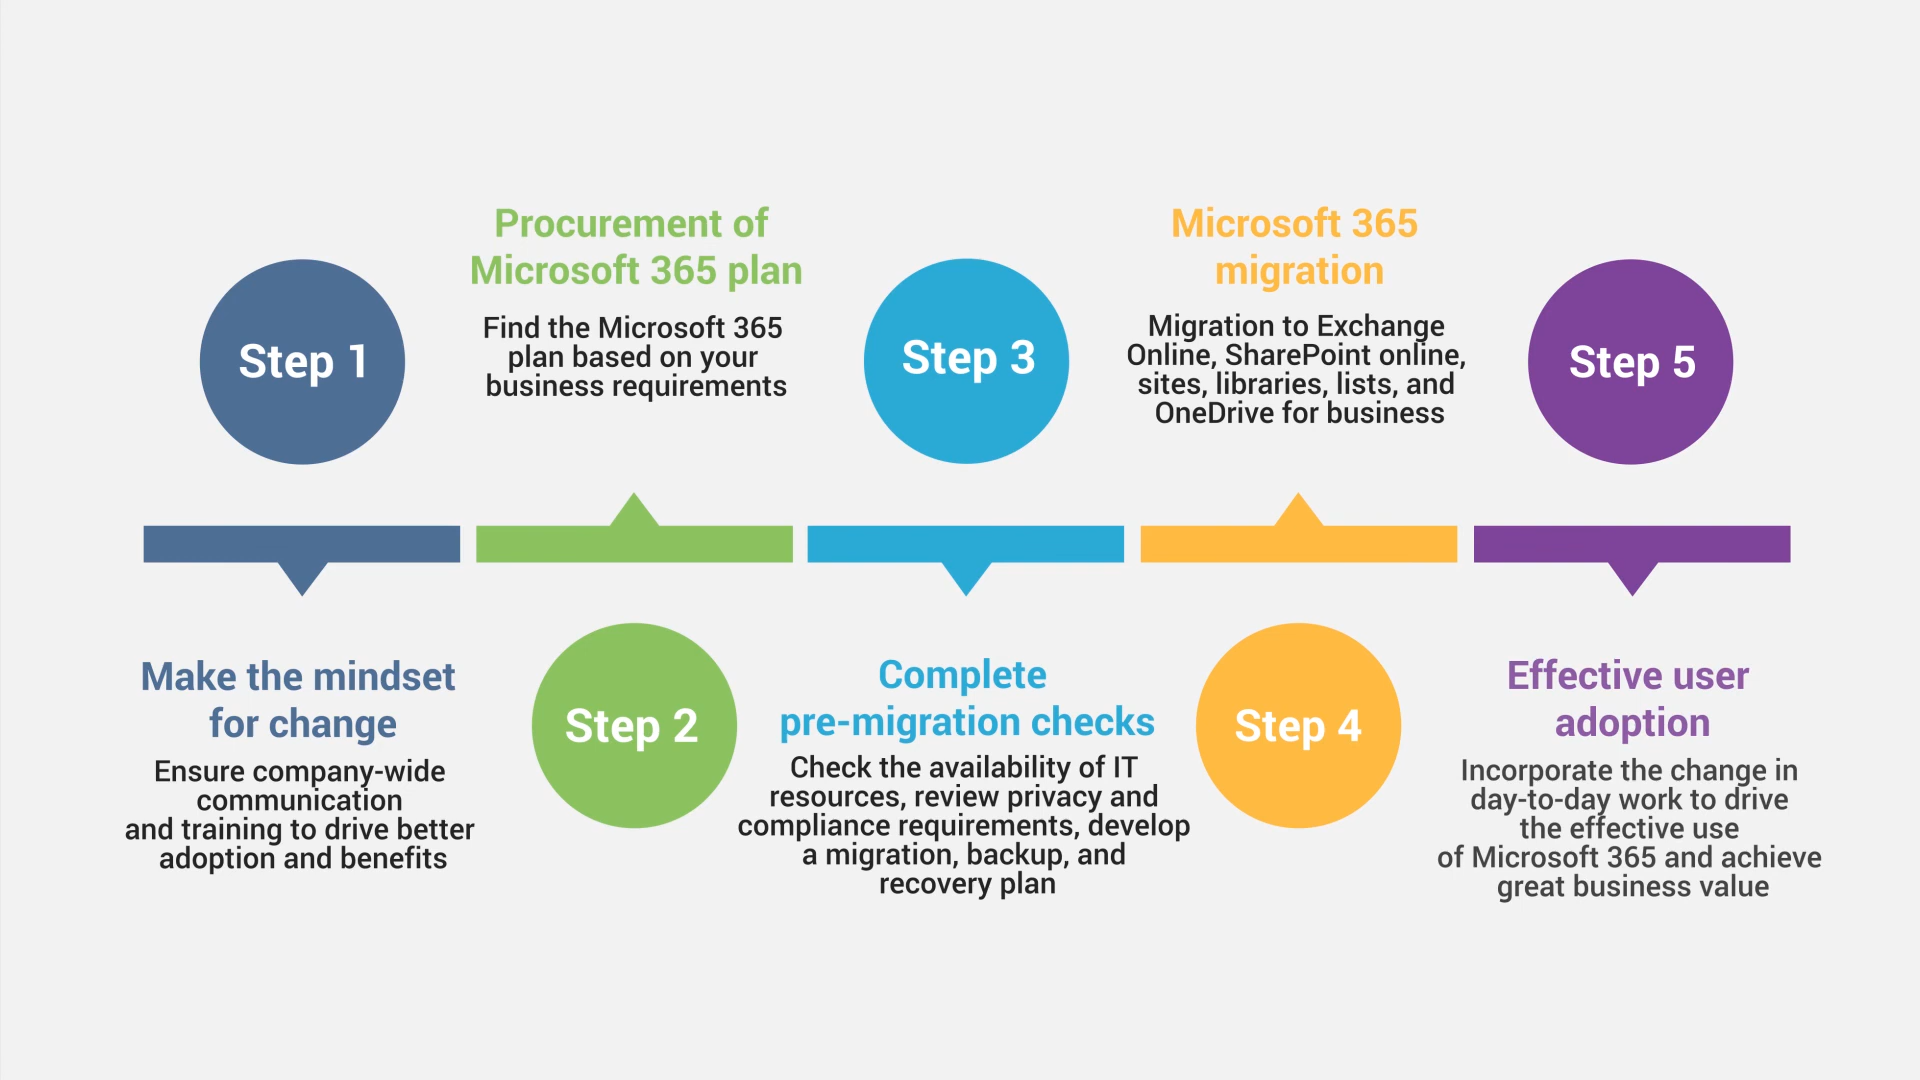 Step 1
Make the mindset
for change
Ensure company-wide
communication
and training to drive better
adoption and benefits
Procurement of
Microsoft 365 plan
Find the Microsoft 365
plan based on your
business requirements
Step 2
Step 3
Complete
pre-migration checks
Check the availability of IT
resources, review privacy and
compliance requirements, develop
a migration, backup, and
recovery plan
Microsoft 365
migration
Migration to Exchange
Online, SharePoint online,
sites, libraries, lists, and
OneDrive for business
Step 4
Step 5
Effective user
adoption
Incorporate the change in
day-to-day work to drive
the effective use
of Microsoft 365 and achieve
great business value